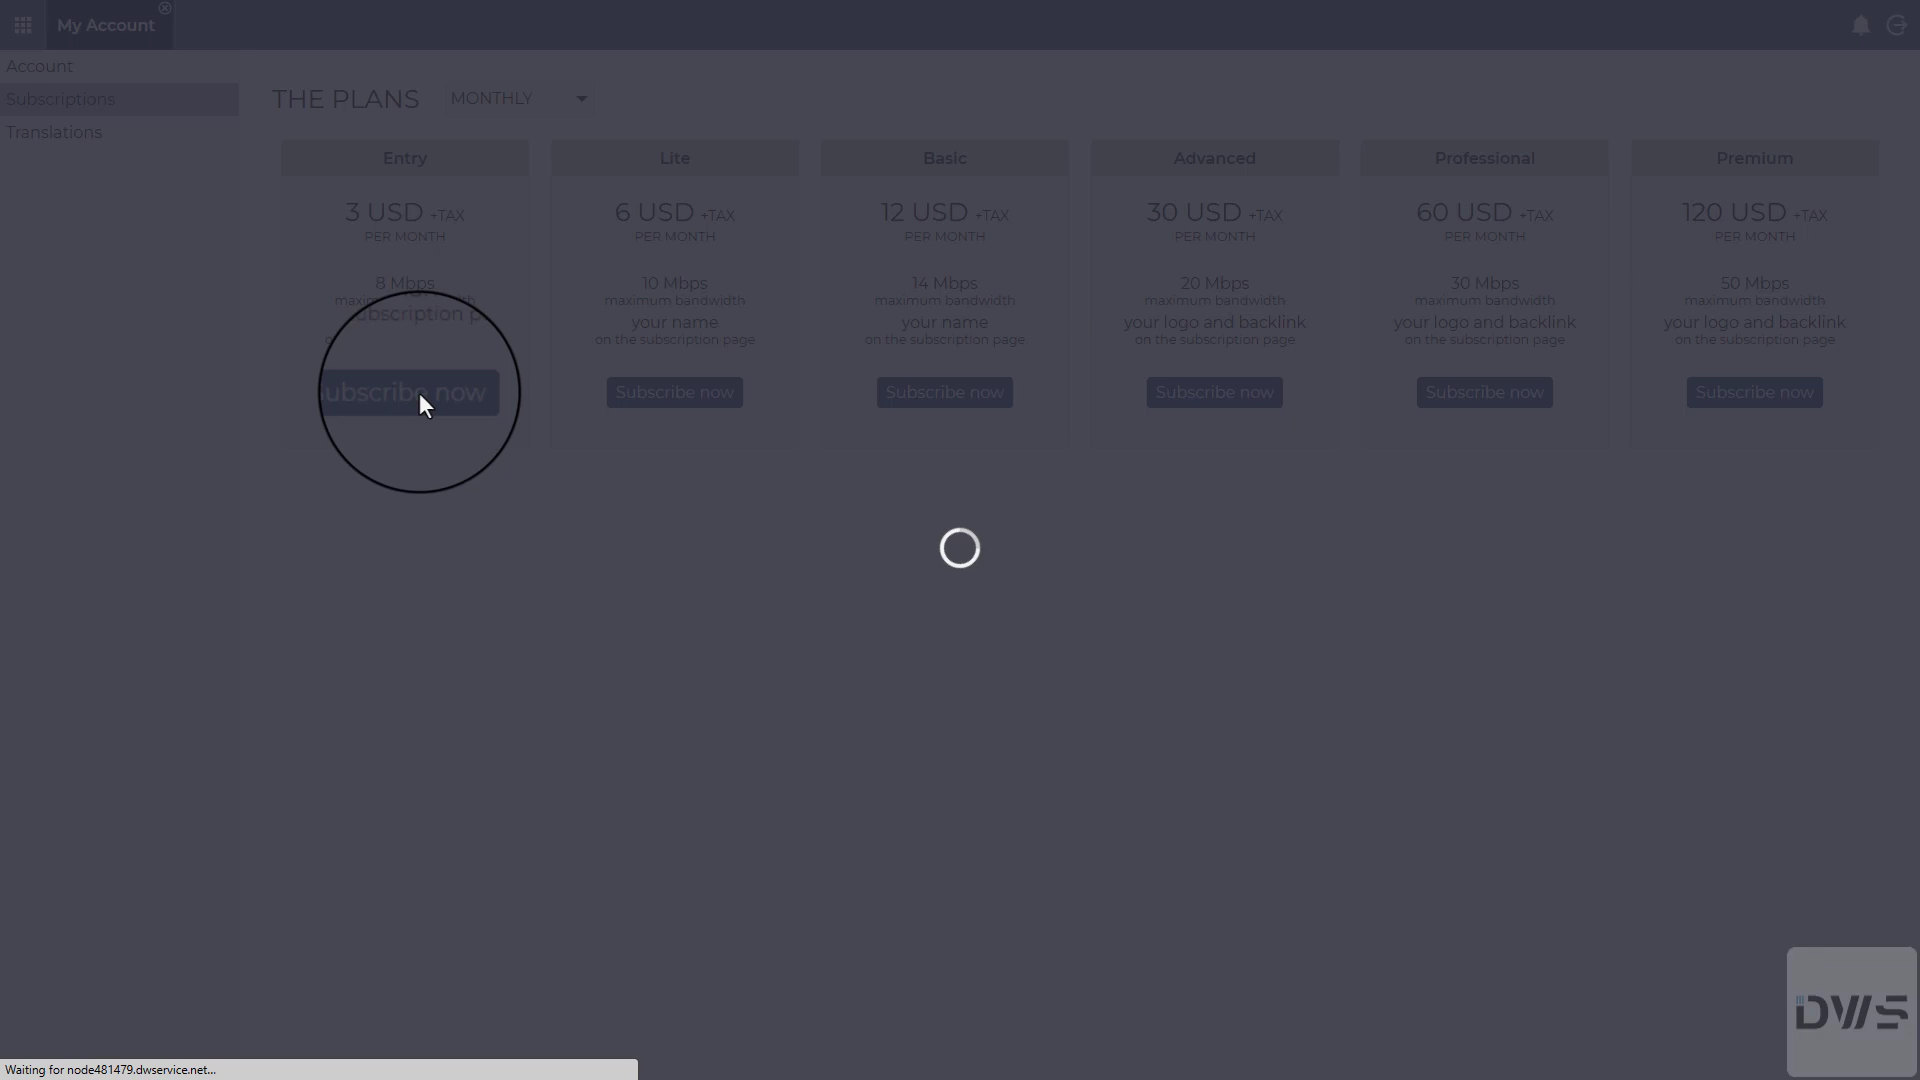 My Account
Account
Subscriptions
Translations
THE PLANS MONTHLY
Entry
3 USD +TAX
PER MONTH
8 Mbps
subscription
Subscribe now
Lite
6 USD +TAX
PER MONTH
10 Mbps
maximum bandwidth
your name
on the subscription page
Subscribe now
Basic
12 USD +TAX
PER MONTH
14 Mbps
maximum bandwidth
your name
on the subscription page
Subscribe now
Advanced
30 USD +TAX
PER MONTH
20 Mbps
maximum bandwidth
your logo and backlink
on the subscription page
Subscribe now
Professional
60 USD +TAX
PER MONTH
30 Mbps
maximum bandwidth
your logo and backlink
on the subscription page
Subscribe now
Premium
120 USD +TAX
PER MONTH
50 Mbps
maximum bandwidth
your logo and backlink
on the subscription page
Subscribe now
DWS
Waiting for node481479.dwservice.net...